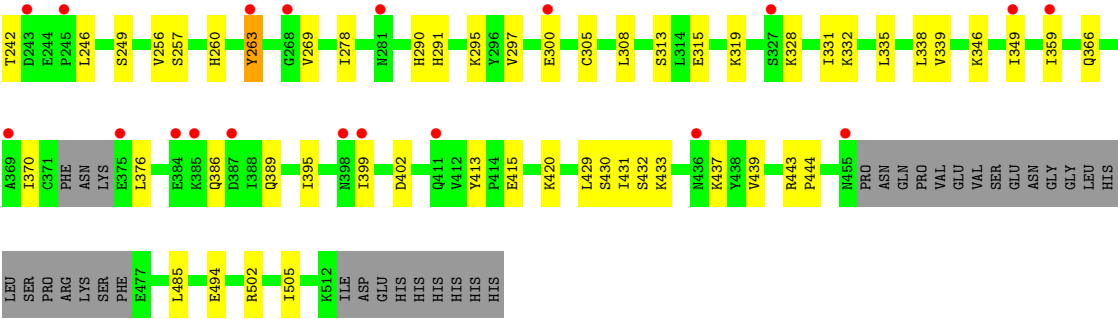 T242 D243 E244 P245 L246 S249 V256 S257 H260 Y263 G268 V269 I278 N281 H290 H291 K295 Y296 V297 E300 C305 L308 S313 L314 E315 K319 S327 K328 I331 K332 L335 L338 V339 K346 I349 I359 Q366
A369 I370 C371 PHE ASN LYS E375 L376 E384 K385 Q386 D387 I388 Q389 I395 N398 I399 D402 Q411 V412 Y413 P414 E415 K420 L429 S430 I431 S432 K433 N436 K437 Y438 V439 R443 P444 N455 PRO ASN GLN PRO VAL GLU VAL SER GLU ASN GLY GLY LEU HIS
LEU SER PRO ARG LYS SER PHE E477 L485 E494 R502 I505 K512 ILE ASP GLU HIS HIS HIS HIS HIS HIS